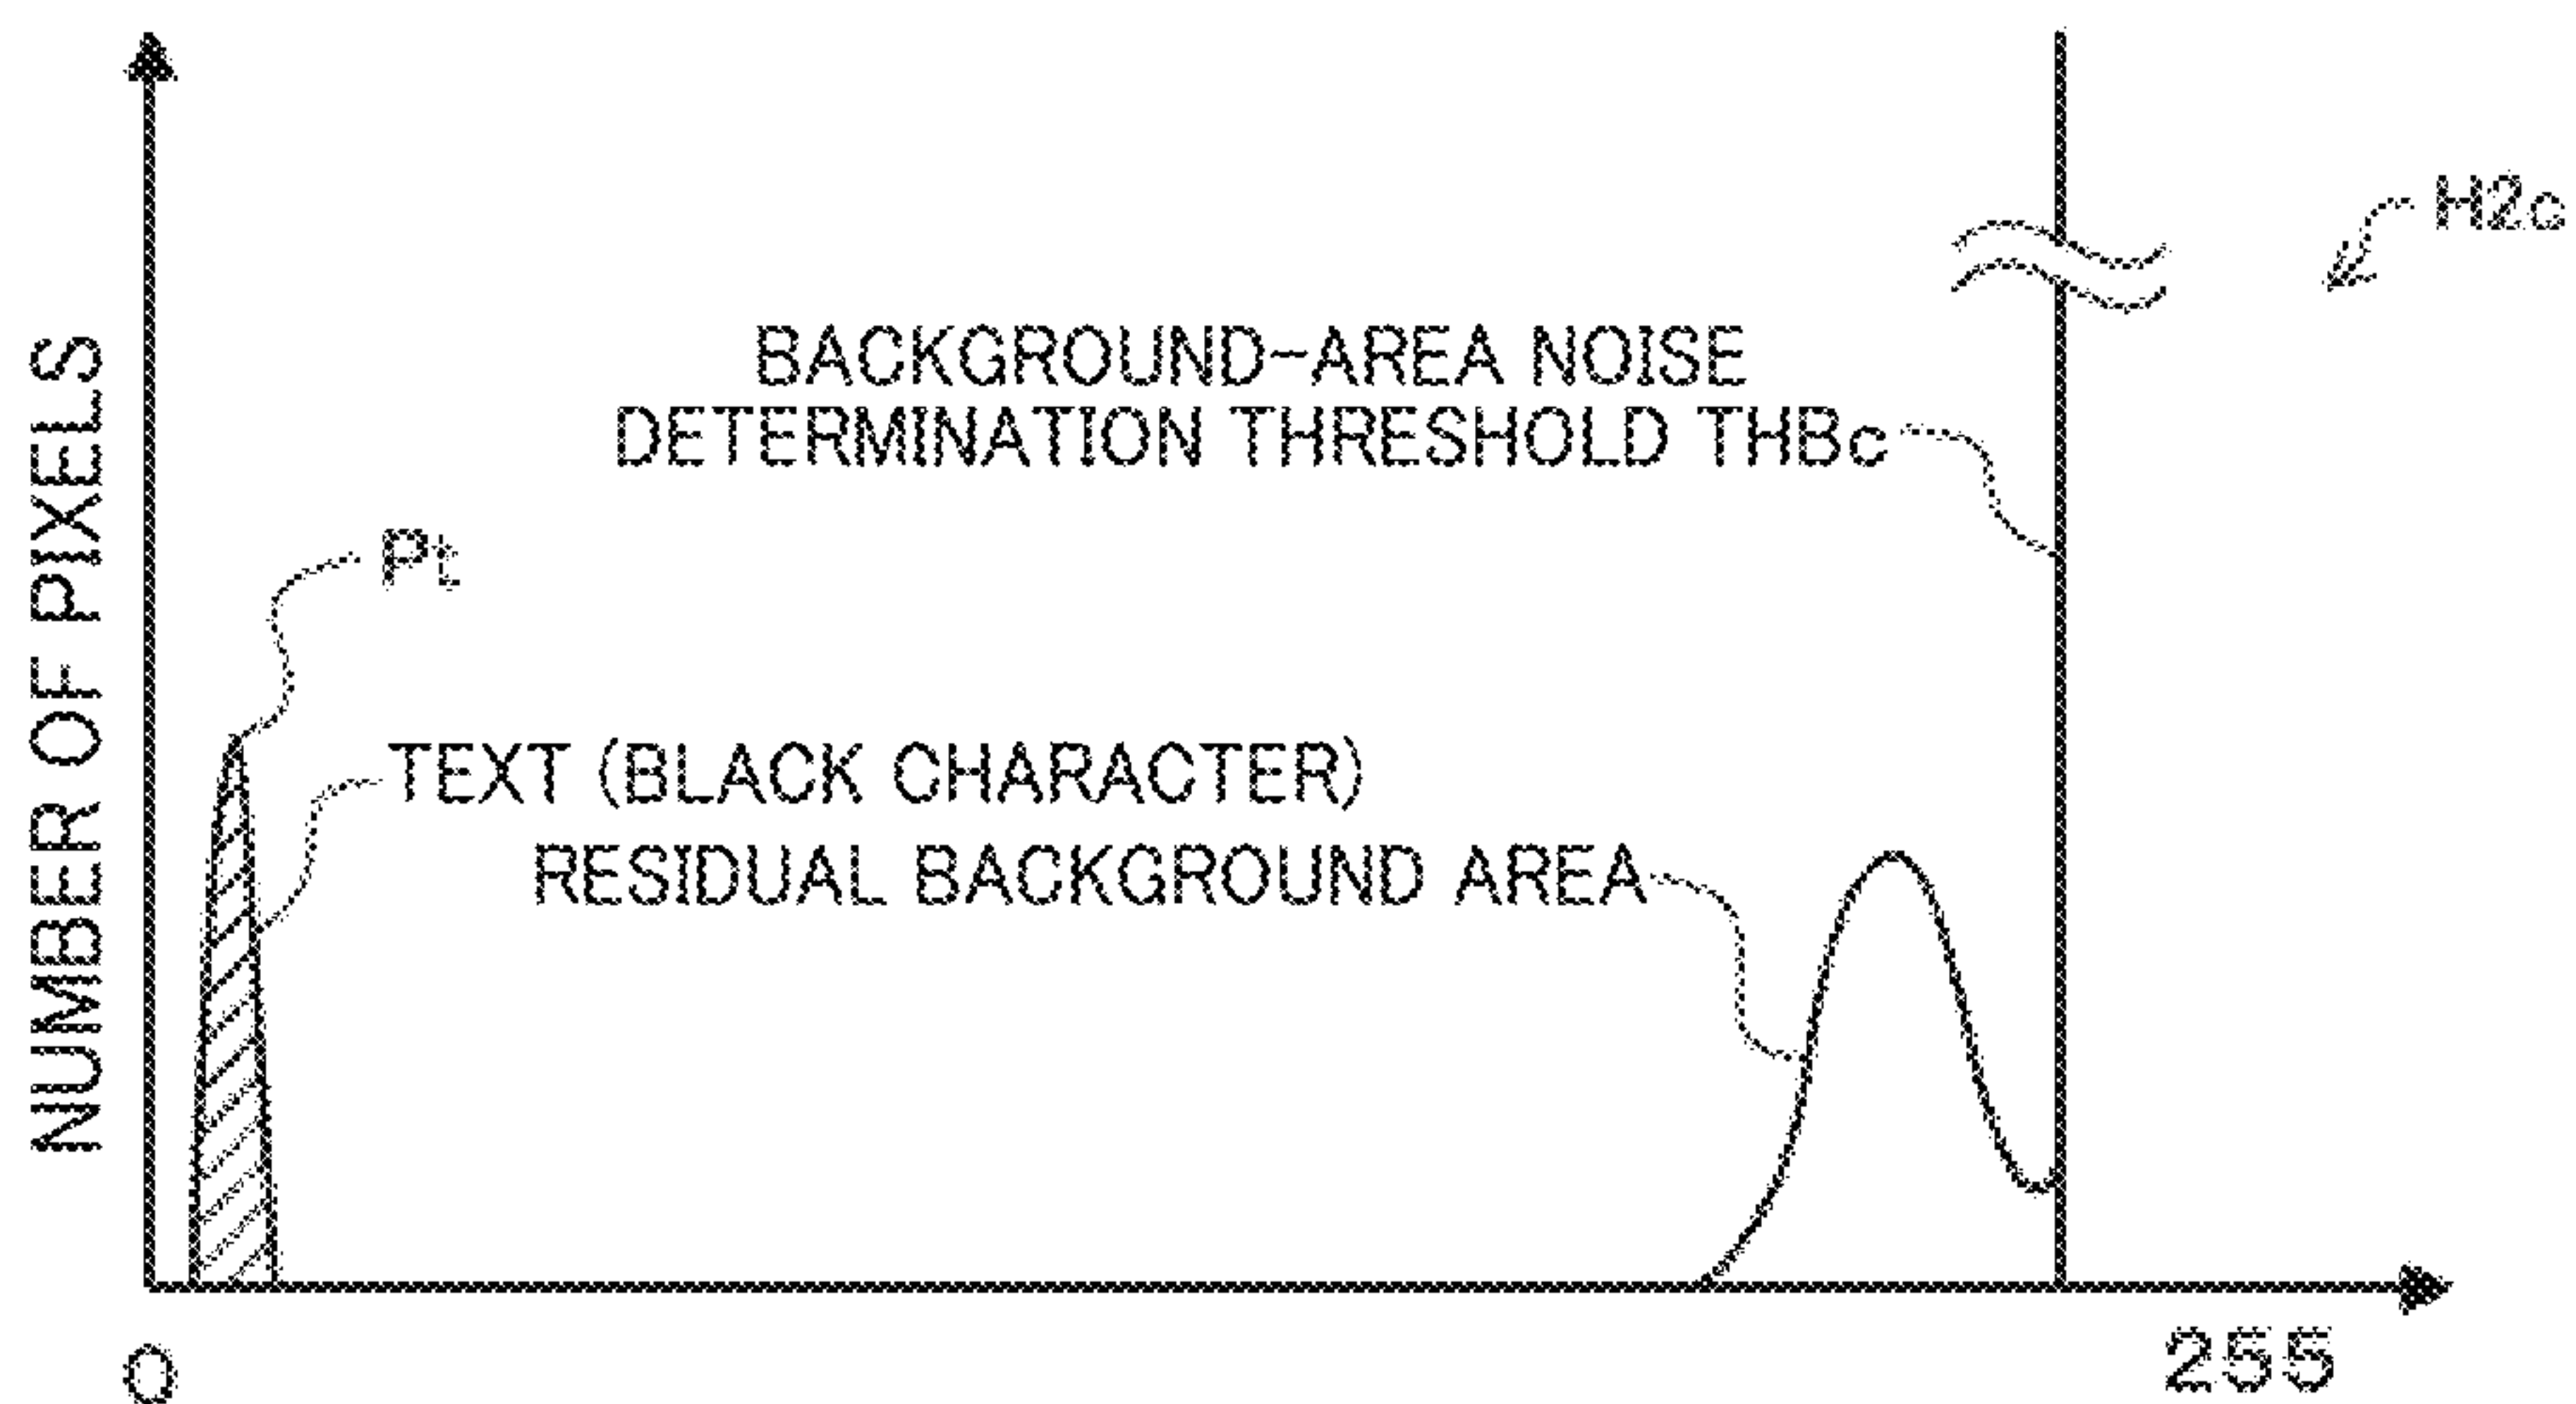 H2c
BACKGROUND-AREA NOISE
DETERMINATION THRESHOLD THBc
NUMBER OF PIXELS
Pt
TEXT (BLACK CHARACTER)
RESIDUAL BACKGROUND AREA
0
255